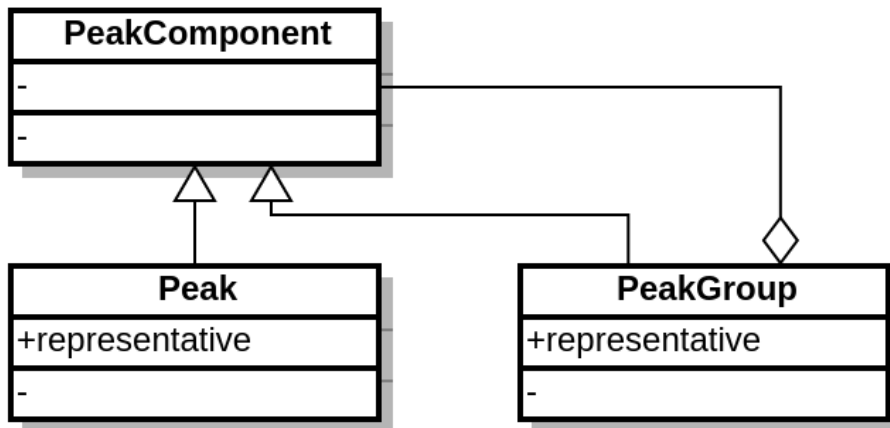 PeakComponent
-
-
Peak
+representative
-
PeakGroup
+representative
-